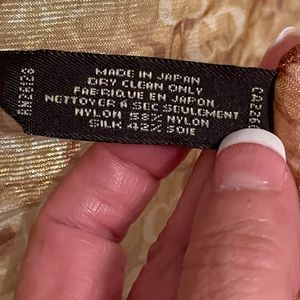 MADE IN JAPAN
DRY CLEAN ONLY
FABRIQUE EN JAPON
NETTOYER À SEC SEULEMENT
NYLON 58% NYLON
SILK 42% SOIE